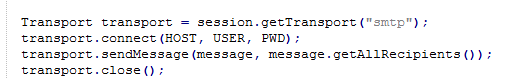 Transport transport = session.getTransport("smtp");
transport.connect(HOST, USER, PWD);
transport.sendMessage(message, message.getAllRecipients());
transport.close();